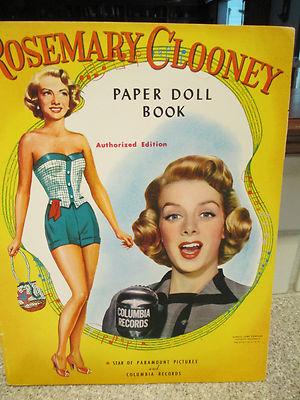 ROSEMARY CLOONEY
PAPER DOLL
BOOK
Authorized Edition
COLUMBIA
RECORDS
STAR OF PARAMOUNT PICTURES
and
COLUMBIA RECORDS